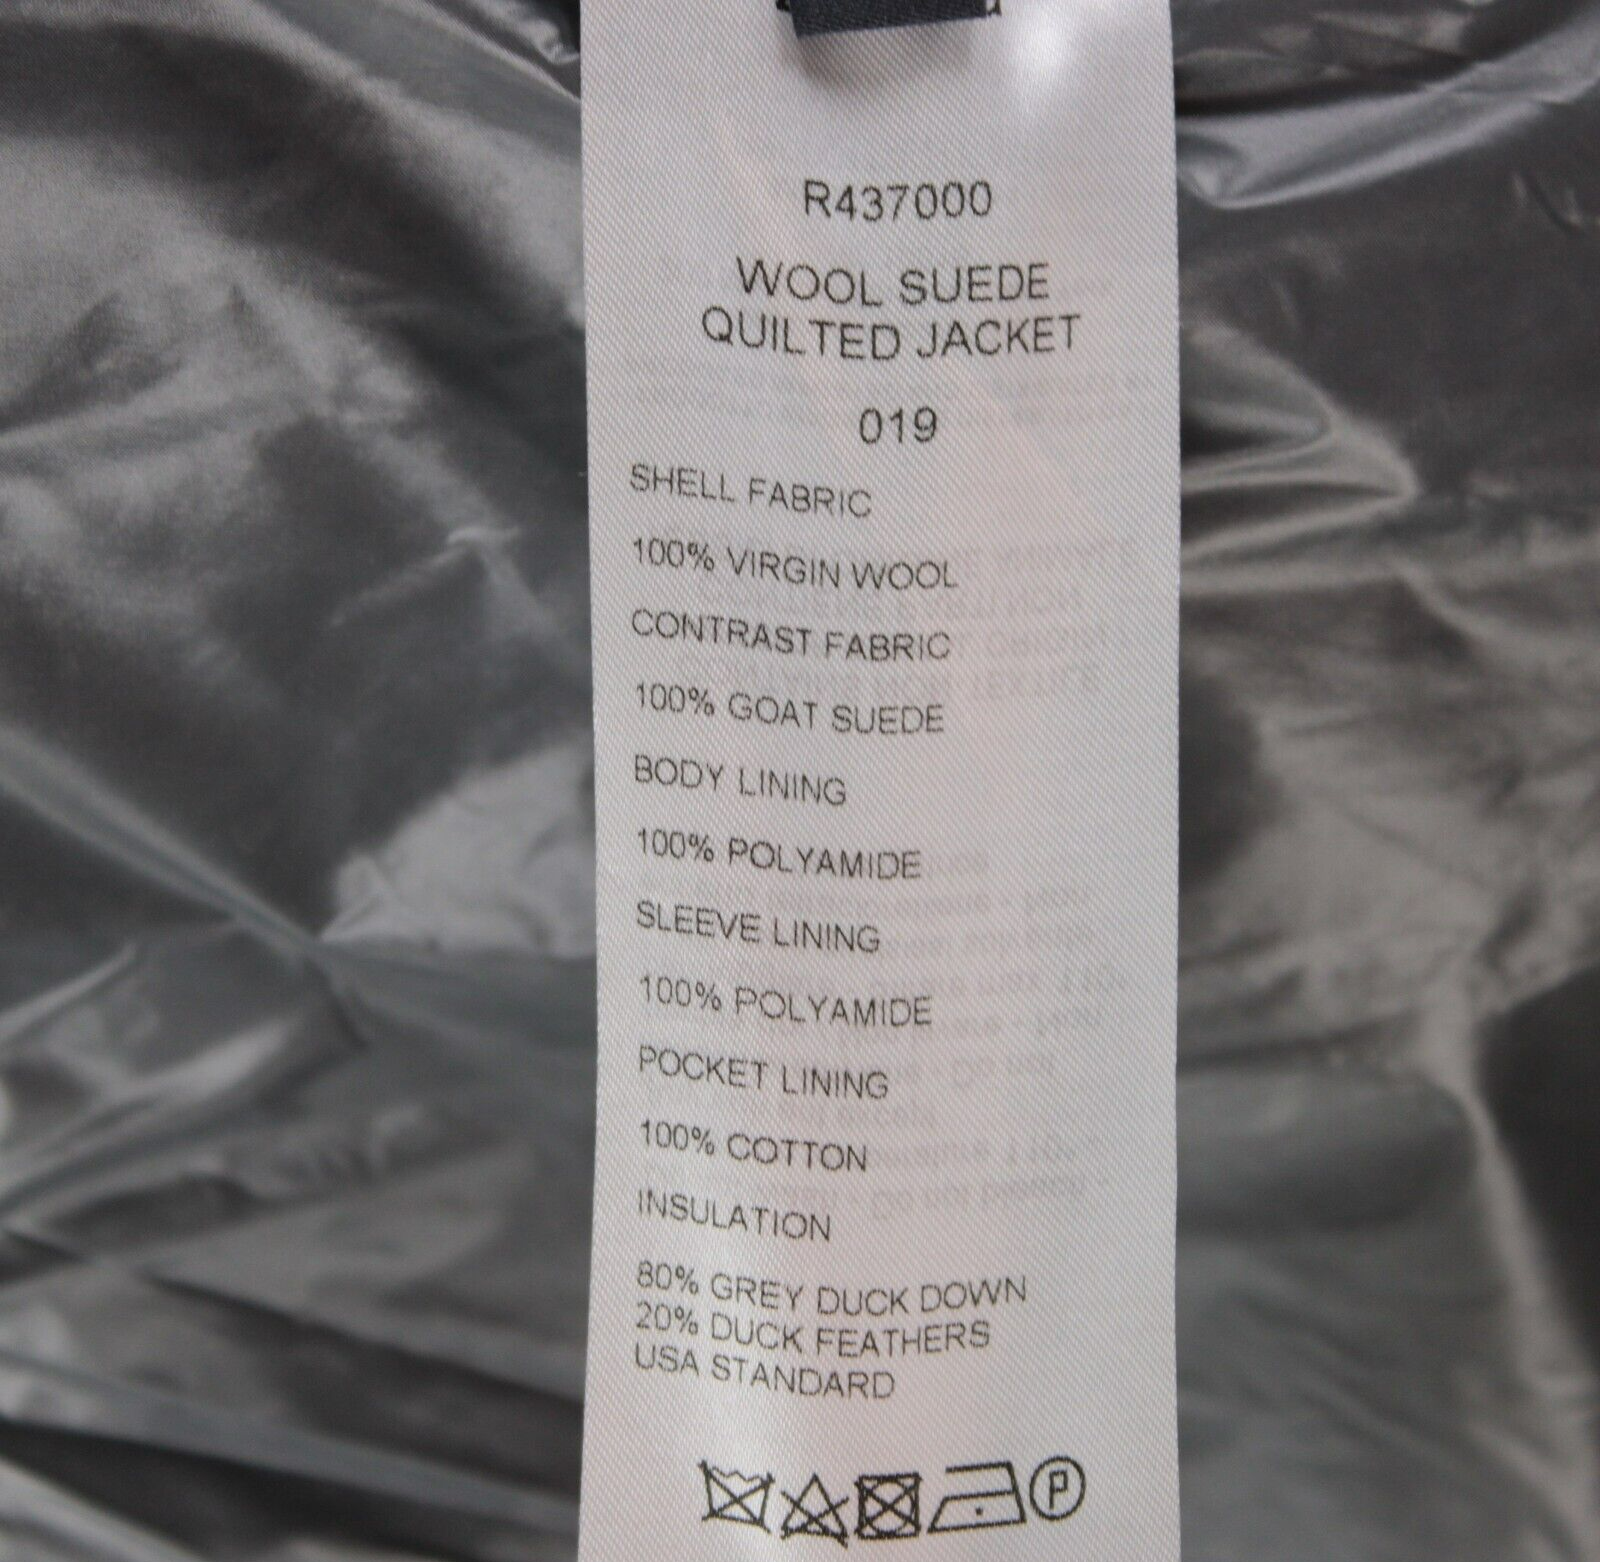 R437000
WOOL SUEDE
QUILTED JACKET
019
SHELL FABRIC
100% VIRGIN WOOL
CONTRAST FABRIC
100% GOAT SUEDE
BODY LINING
100% POLYAMIDE
SLEEVE LINING
100% POLYAMIDE
POCKET LINING
100% COTTON
INSULATION
80% GREY DUCK DOWN
20% DUCK FEATHERS
USA STANDARD
P